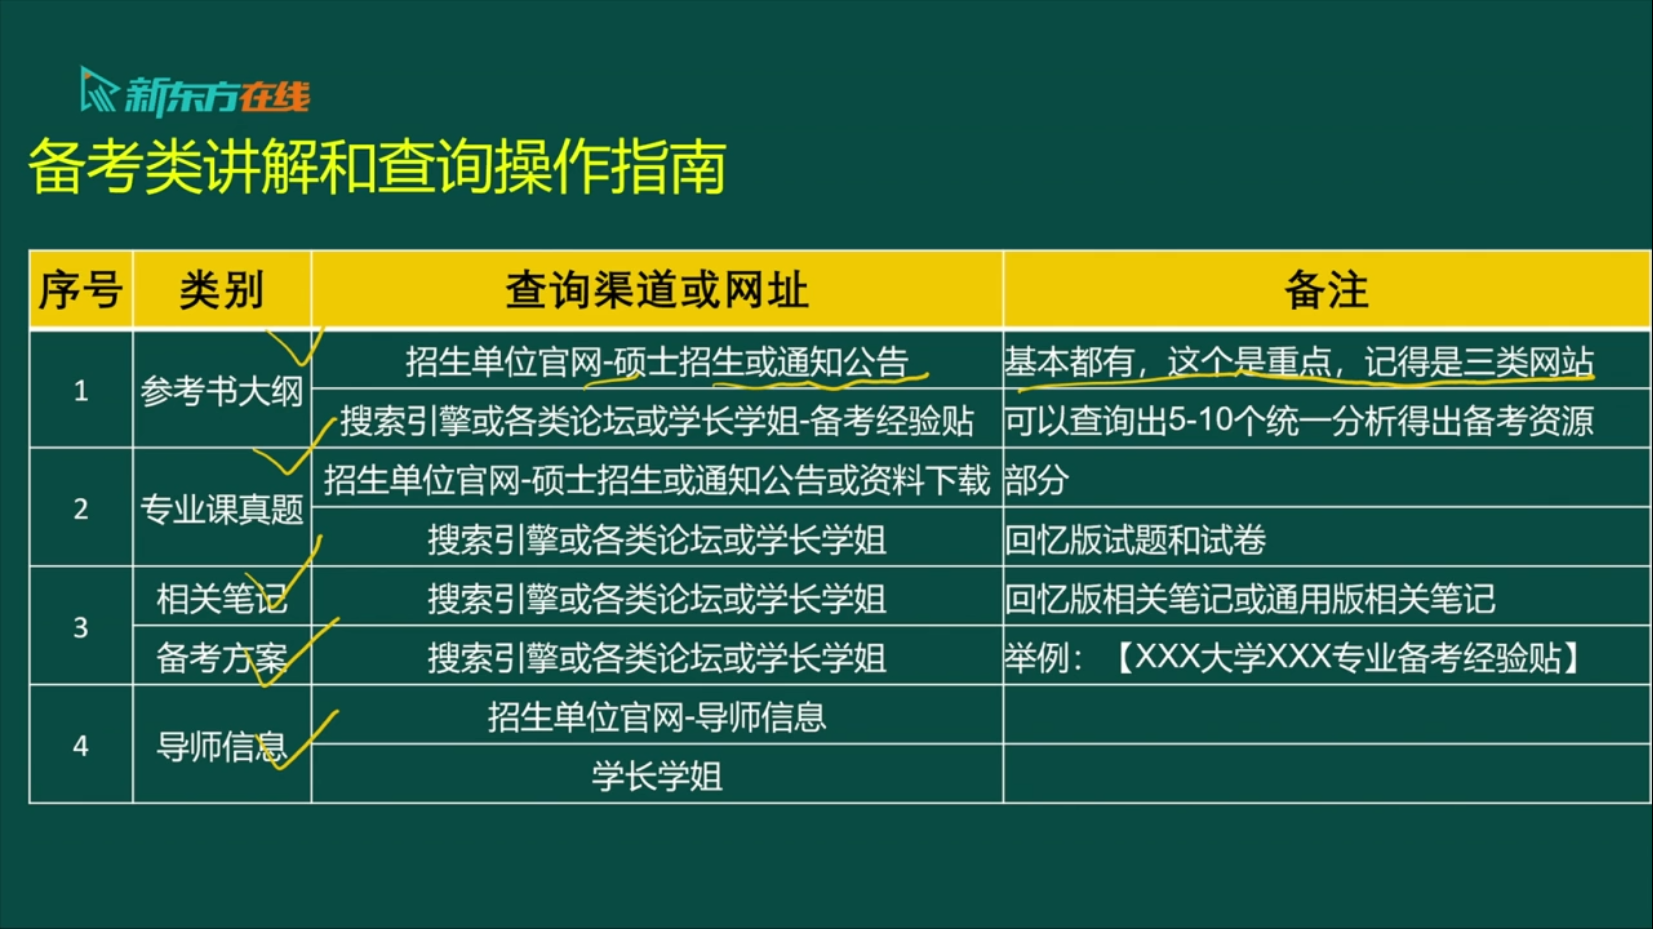 新东方在线
备考类讲解和查询操作指南
序号 类别 查询渠道或网址 备注
1 参考书大纲 招生单位官网-硕士招生或通知公告 基本都有，这个是重点，记得是三类网站
搜索引擎或各类论坛或学长学姐-备考经验贴 可以查询出5-10个统一分析得出备考资源
2 专业课真题 招生单位官网-硕士招生或通知公告或资料下载 部分
搜索引擎或各类论坛或学长学姐 回忆版试题和试卷
3 相关笔记 搜索引擎或各类论坛或学长学姐 回忆版相关笔记或通用版相关笔记
备考方案 搜索引擎或各类论坛或学长学姐 举例：【XXX大学XXX专业备考经验贴】
4 导师信息 招生单位官网-导师信息
学长学姐